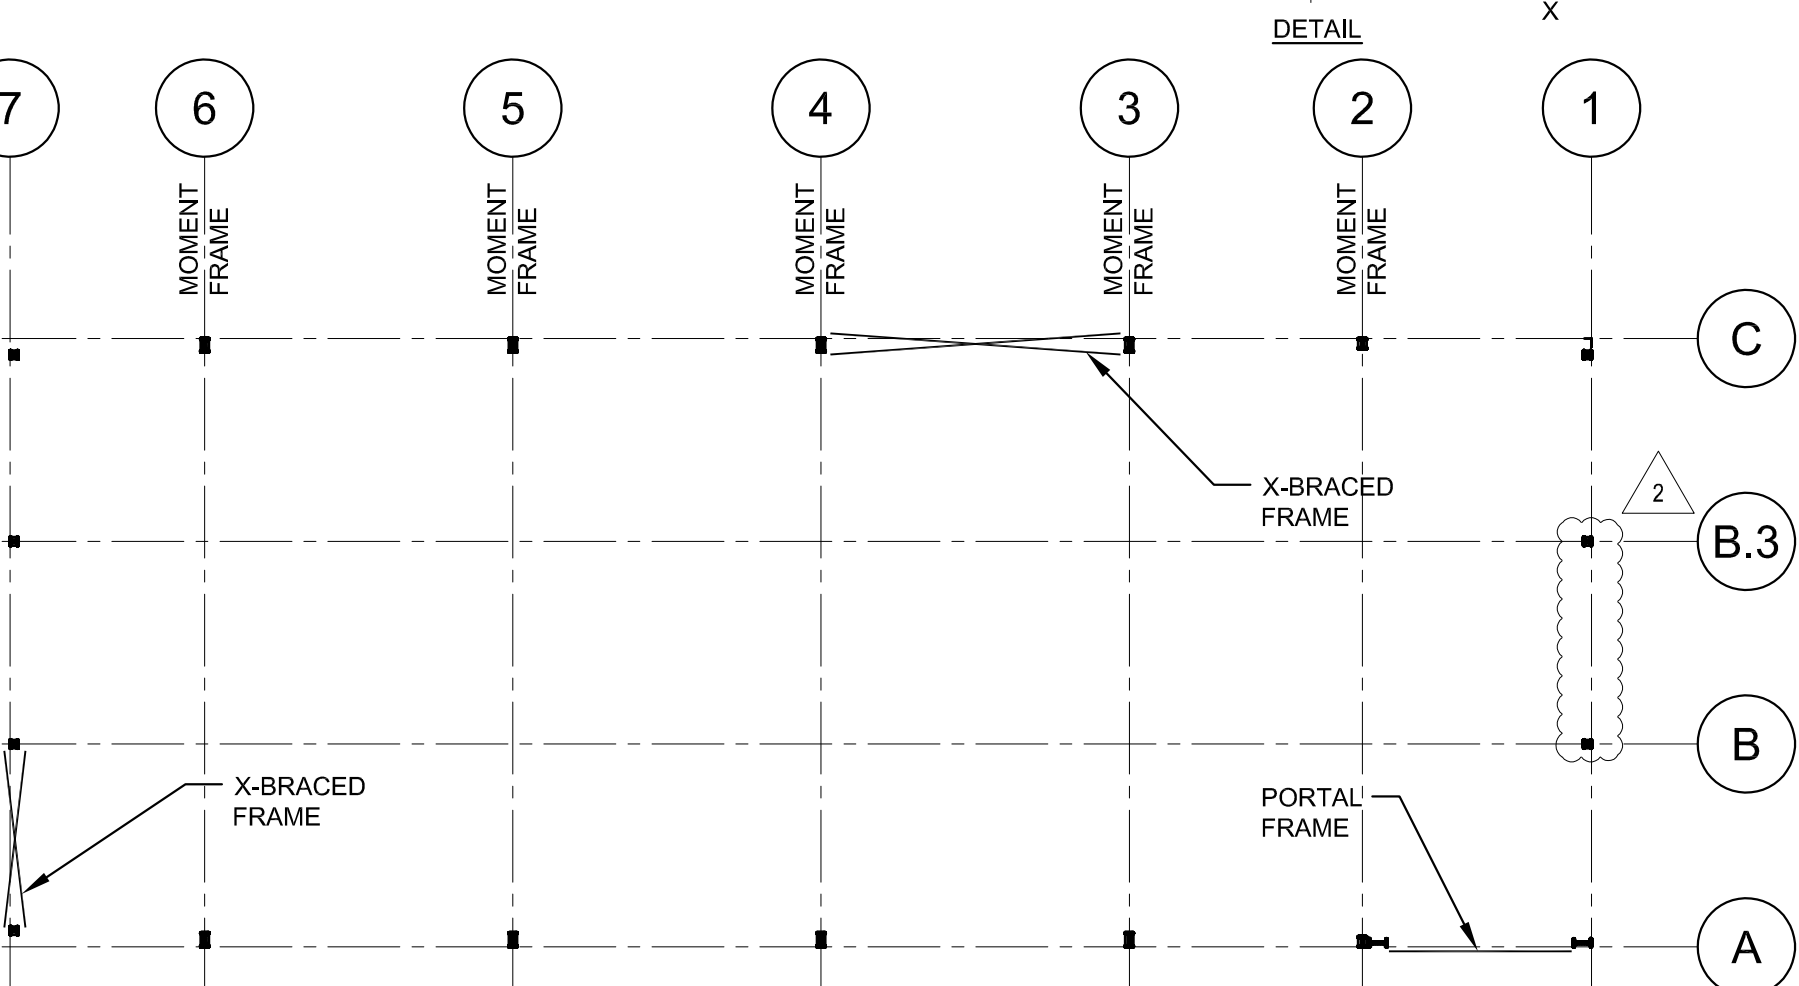 X
DETAIL
7
6
5
4
3
2
1
MOMENT
FRAME
MOMENT
FRAME
MOMENT
FRAME
MOMENT
FRAME
MOMENT
FRAME
C
X-BRACED
FRAME
2
B.3
B
X-BRACED
FRAME
PORTAL
FRAME
A